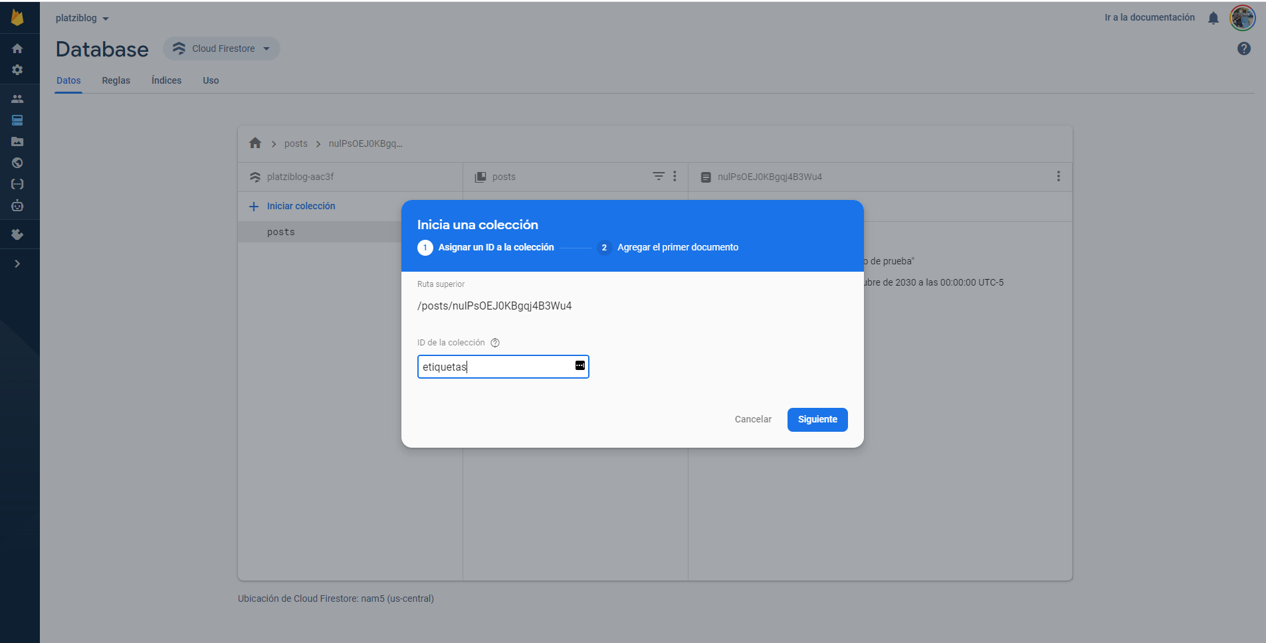 platziblog
Ir a la documentación
Database
Cloud Firestore
Datos
Reglas
Índices
Uso
posts
nulPsOEJ0KBgq...
platziblog-aac3f
posts
nulPsOEJ0KBgqj4B3Wu4
Iniciar colección
posts
Inicia una colección
1 Asignar un ID a la colección
2 Agregar el primer documento
o de prueba"
ubre de 2030 a las 00:00:00 UTC-5
Ruta superior
/posts/nulPsOEJ0KBgqj4B3Wu4
ID de la colección
etiquetas
Cancelar
Siguiente
Ubicación de Cloud Firestore: nam5 (us-central)